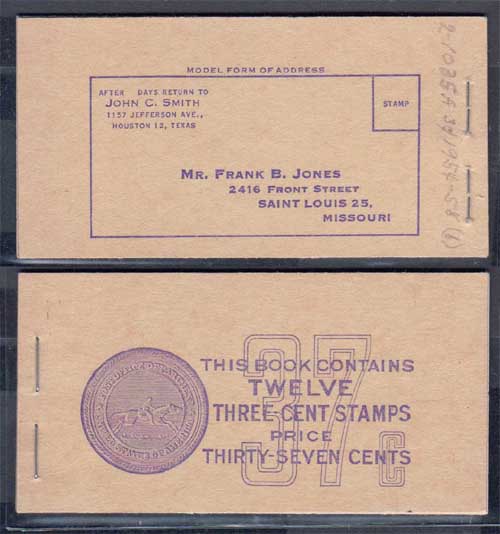 MODEL FORM OF ADDRESS
AFTER DAYS RETURN TO
JOHN C. SMITH
1157 JEFFERSON AVE.,
HOUSTON 12, TEXAS
STAMP
MR. FRANK B. JONES
2416 FRONT STREET
SAINT LOUIS 25,
MISSOURI
37c
THIS BOOK CONTAINS
TWELVE
THREE-CENT STAMPS
PRICE
THIRTY-SEVEN CENTS